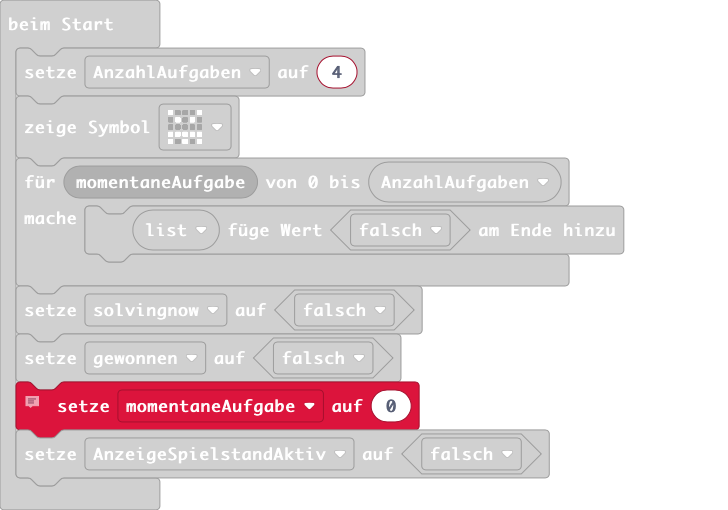 beim Start
setze AnzahlAufgaben auf 4
zeige Symbol
für momentaneAufgabe von 0 bis AnzahlAufgaben
mache list füge Wert falsch am Ende hinzu
setze solvingnow auf falsch
setze gewonnen auf falsch
setze momentaneAufgabe auf 0
setze AnzeigeSpielstandAktiv auf falsch